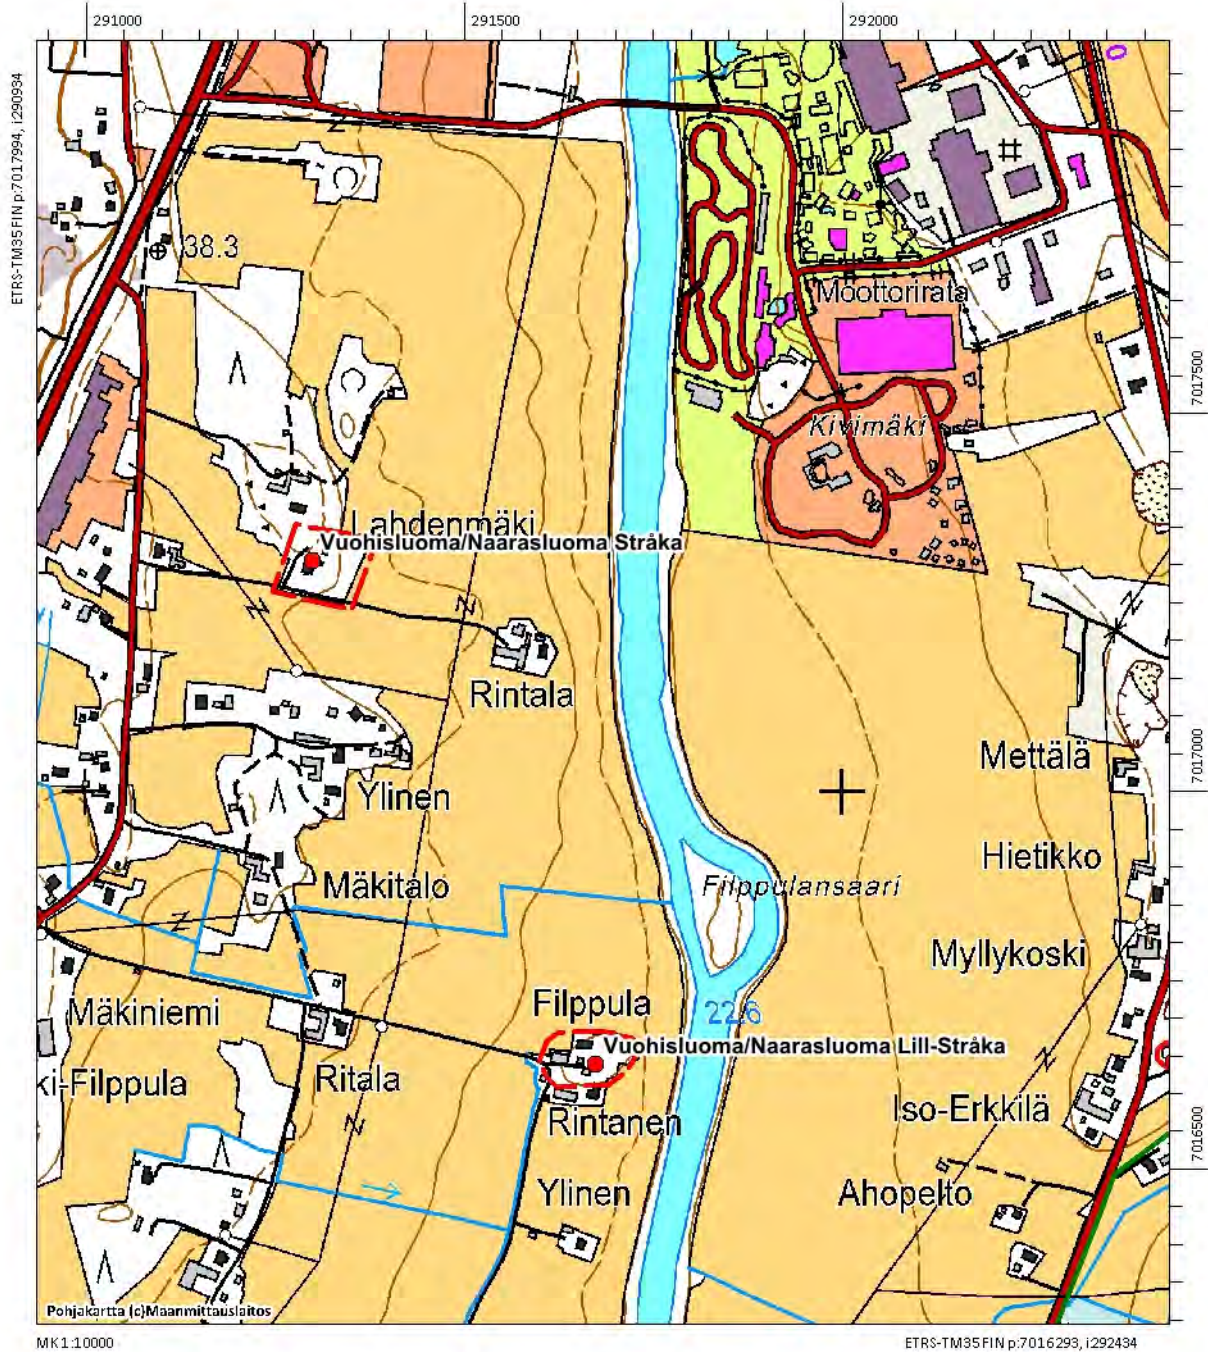 291000
291500
292000
ETRS-TM35FIN p:7017994, i:290934
38.3
Moottorirata
7017500
Kivimäki
Lahdenmäki
Vuohisluoma/Naarasluoma Stråka
Rintala
Mettälä
7017000
Ylinen
Hietikko
Mäkitalo
Filppulansaari
Myllykoski
Filppula
22.6
Mäkiniemi
Vuohisluoma/Naarasluoma Lill-Stråka
ki-Filppula
Ritala
Iso-Erkkilä
Rintanen
7016500
Ylinen
Ahopelto
Pohjakartta (c)Maanmittauslaitos
MK 1:10000
ETRS-TM35FIN p:7016293, i:292434